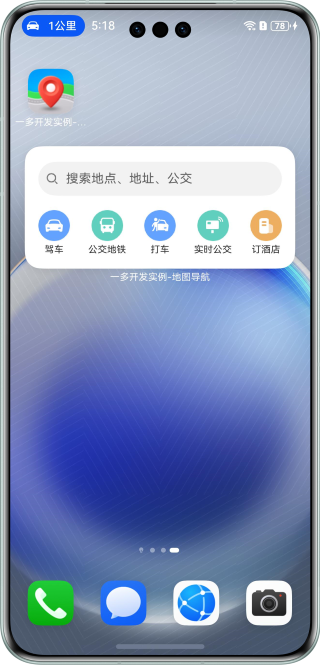 1公里 5:18 78
一多开发实例-...
搜索地点、地址、公交
驾车 公交地铁 打车 实时公交 订酒店
一多开发实例-地图导航